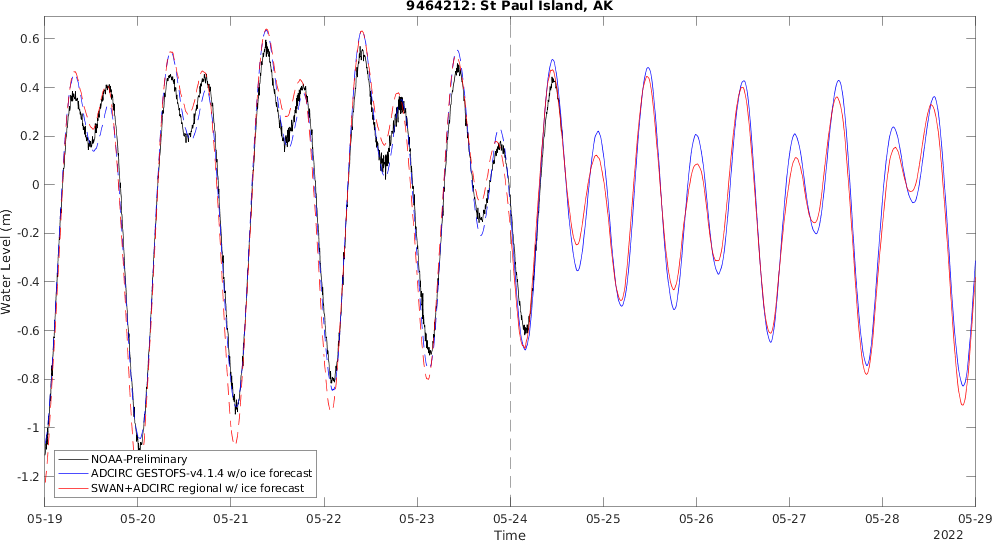 9464212: St Paul Island, AK
Water Level (m)
0.6
0.4
0.2
0
-0.2
-0.4
-0.6
-0.8
-1
-1.2
NOAA-Preliminary
ADCIRC GESTOFS-v4.1.4 w/o ice forecast
SWAN+ADCIRC regional w/ ice forecast
05-19 05-20 05-21 05-22 05-23 05-24 05-25 05-26 05-27 05-28 05-29
Time
2022